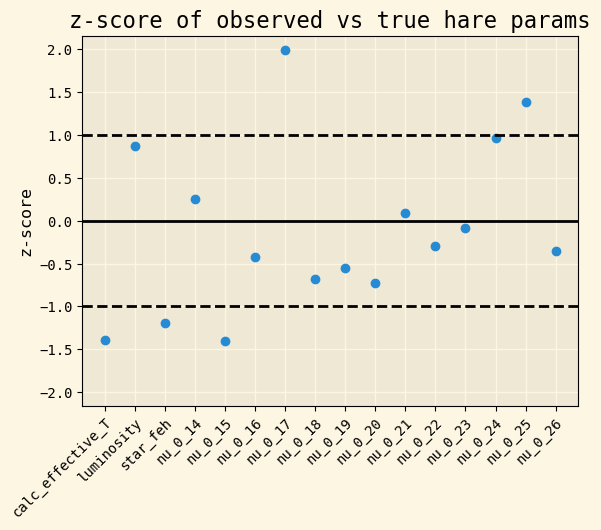 z-score of observed vs true hare params
z-score
2.0
1.5
1.0
0.5
0.0
−0.5
−1.0
−1.5
−2.0
calc_effective_T
luminosity
star_feh
nu_0_14
nu_0_15
nu_0_16
nu_0_17
nu_0_18
nu_0_19
nu_0_20
nu_0_21
nu_0_22
nu_0_23
nu_0_24
nu_0_25
nu_0_26